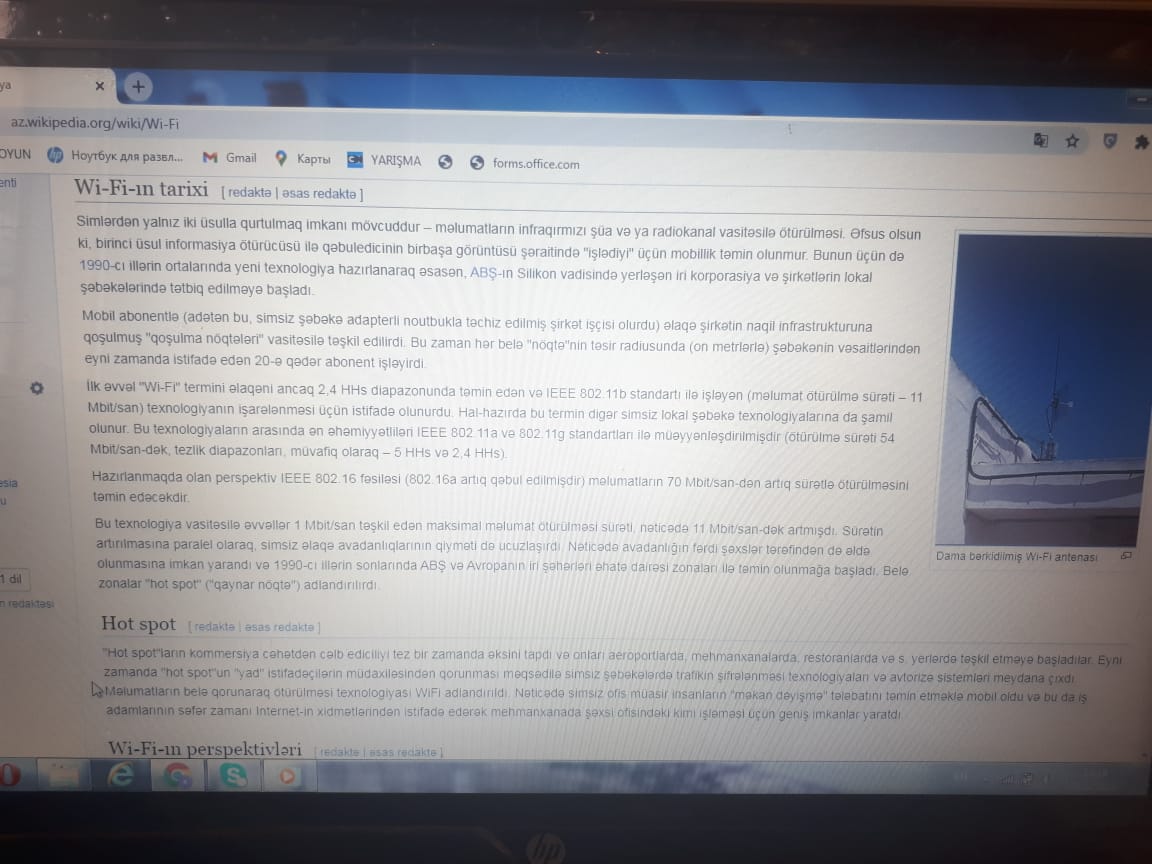 ya
az.wikipedia.org/wiki/Wi-Fi
OYUN hp Ноутбук для развл... Gmail Карты YARIŞMA forms.office.com
enti
Wi-Fi-ın tarixi [ redaktə | əsas redaktə ]
Simlərdən yalnız iki üsulla qurtulmaq imkanı mövcuddur – məlumatların infraqırmızı şüa və ya radiokanal vasitəsilə ötürülməsi. Əfsus olsun
ki, birinci üsul informasiya ötürücüsü ilə qəbuledicinin birbaşa görüntüsü şəraitində "işlədiyi" üçün mobillik təmin olunmur. Bunun üçün də
1990-cı illərin ortalarında yeni texnologiya hazırlanaraq əsasən, ABŞ-ın Silikon vadisində yerləşən iri korporasiya və şirkətlərin lokal
şəbəkələrində tətbiq edilməyə başladı.
Mobil abonentlə (adətən bu, simsiz şəbəkə adapterli noutbukla təchiz edilmiş şirkət işçisi olurdu) əlaqə şirkətin naqil infrastrukturuna
qoşulmuş "qoşulma nöqtələri" vasitəsilə təşkil edilirdi. Bu zaman hər belə "nöqtə"nin təsir radiusunda (on metrlərlə) şəbəkənin vəsaitlərindən
eyni zamanda istifadə edən 20-ə qədər abonent işləyirdi.
İlk əvvəl "Wi-Fi" termini əlaqəni ancaq 2,4 HHs diapazonunda təmin edən və IEEE 802.11b standartı ilə işləyən (məlumat ötürülmə sürəti – 11
Mbit/san) texnologiyanın işarələnməsi üçün istifadə olunurdu. Hal-hazırda bu termin digər simsiz lokal şəbəkə texnologiyalarına da şamil
olunur. Bu texnologiyaların arasında ən əhəmiyyətliləri IEEE 802.11a və 802.11g standartları ilə müəyyənləşdirilmişdir (ötürülmə sürəti 54
Mbit/san-dək, tezlik diapazonları, müvafiq olaraq – 5 HHs və 2,4 HHs).
Hazırlanmaqda olan perspektiv IEEE 802.16 fəsiləsi (802.16a artıq qəbul edilmişdir) məlumatların 70 Mbit/san-dən artıq sürətlə ötürülməsini
təmin edəcəkdir.
Bu texnologiya vasitəsilə əvvəllər 1 Mbit/san təşkil edən maksimal məlumat ötürülməsi sürəti, nəticədə 11 Mbit/san-dək artmışdı. Sürətin
artırılmasına paralel olaraq, simsiz əlaqə avadanlıqlarının qiyməti də ucuzlaşırdı. Nəticədə avadanlığın fərdi şəxslər tərəfindən də əldə
olunmasına imkan yarandı və 1990-cı illərin sonlarında ABŞ və Avropanın iri şəhərləri əhatə dairəsi zonaları ilə təmin olunmağa başladı. Belə
zonalar "hot spot" ("qaynar nöqtə") adlandırılırdı.
Dama bərkidilmiş Wi-Fi antenası
esia
u
1 dil
n redaktəsi
Hot spot [ redaktə | əsas redaktə ]
"Hot spot"ların kommersiya cəhətdən cəlb ediciliyi tez bir zamanda əksini tapdı və onları aeroportlarda, mehmanxanalarda, restoranlarda və s. yerlərdə təşkil etməyə başladılar. Eyni
zamanda "hot spot"un "yad" istifadəçilərin müdaxiləsindən qorunması məqsədilə simsiz şəbəkələrdə trafikin şifrələnməsi texnologiyaları və avtorizə sistemləri meydana çıxdı.
Məlumatların belə qorunaraq ötürülməsi texnologiyası WiFi adlandırıldı. Nəticədə simsiz ofis müasir insanların "məkan dəyişmə" tələbatını təmin etməklə mobil oldu və bu da iş
adamlarının səfər zamanı Internet-in xidmətlərindən istifadə edərək mehmanxanada şəxsi ofisindəki kimi işləməsi üçün geniş imkanlar yaratdı
Wi-Fi-ın perspektivləri [ redaktə | əsas redaktə ]
hp